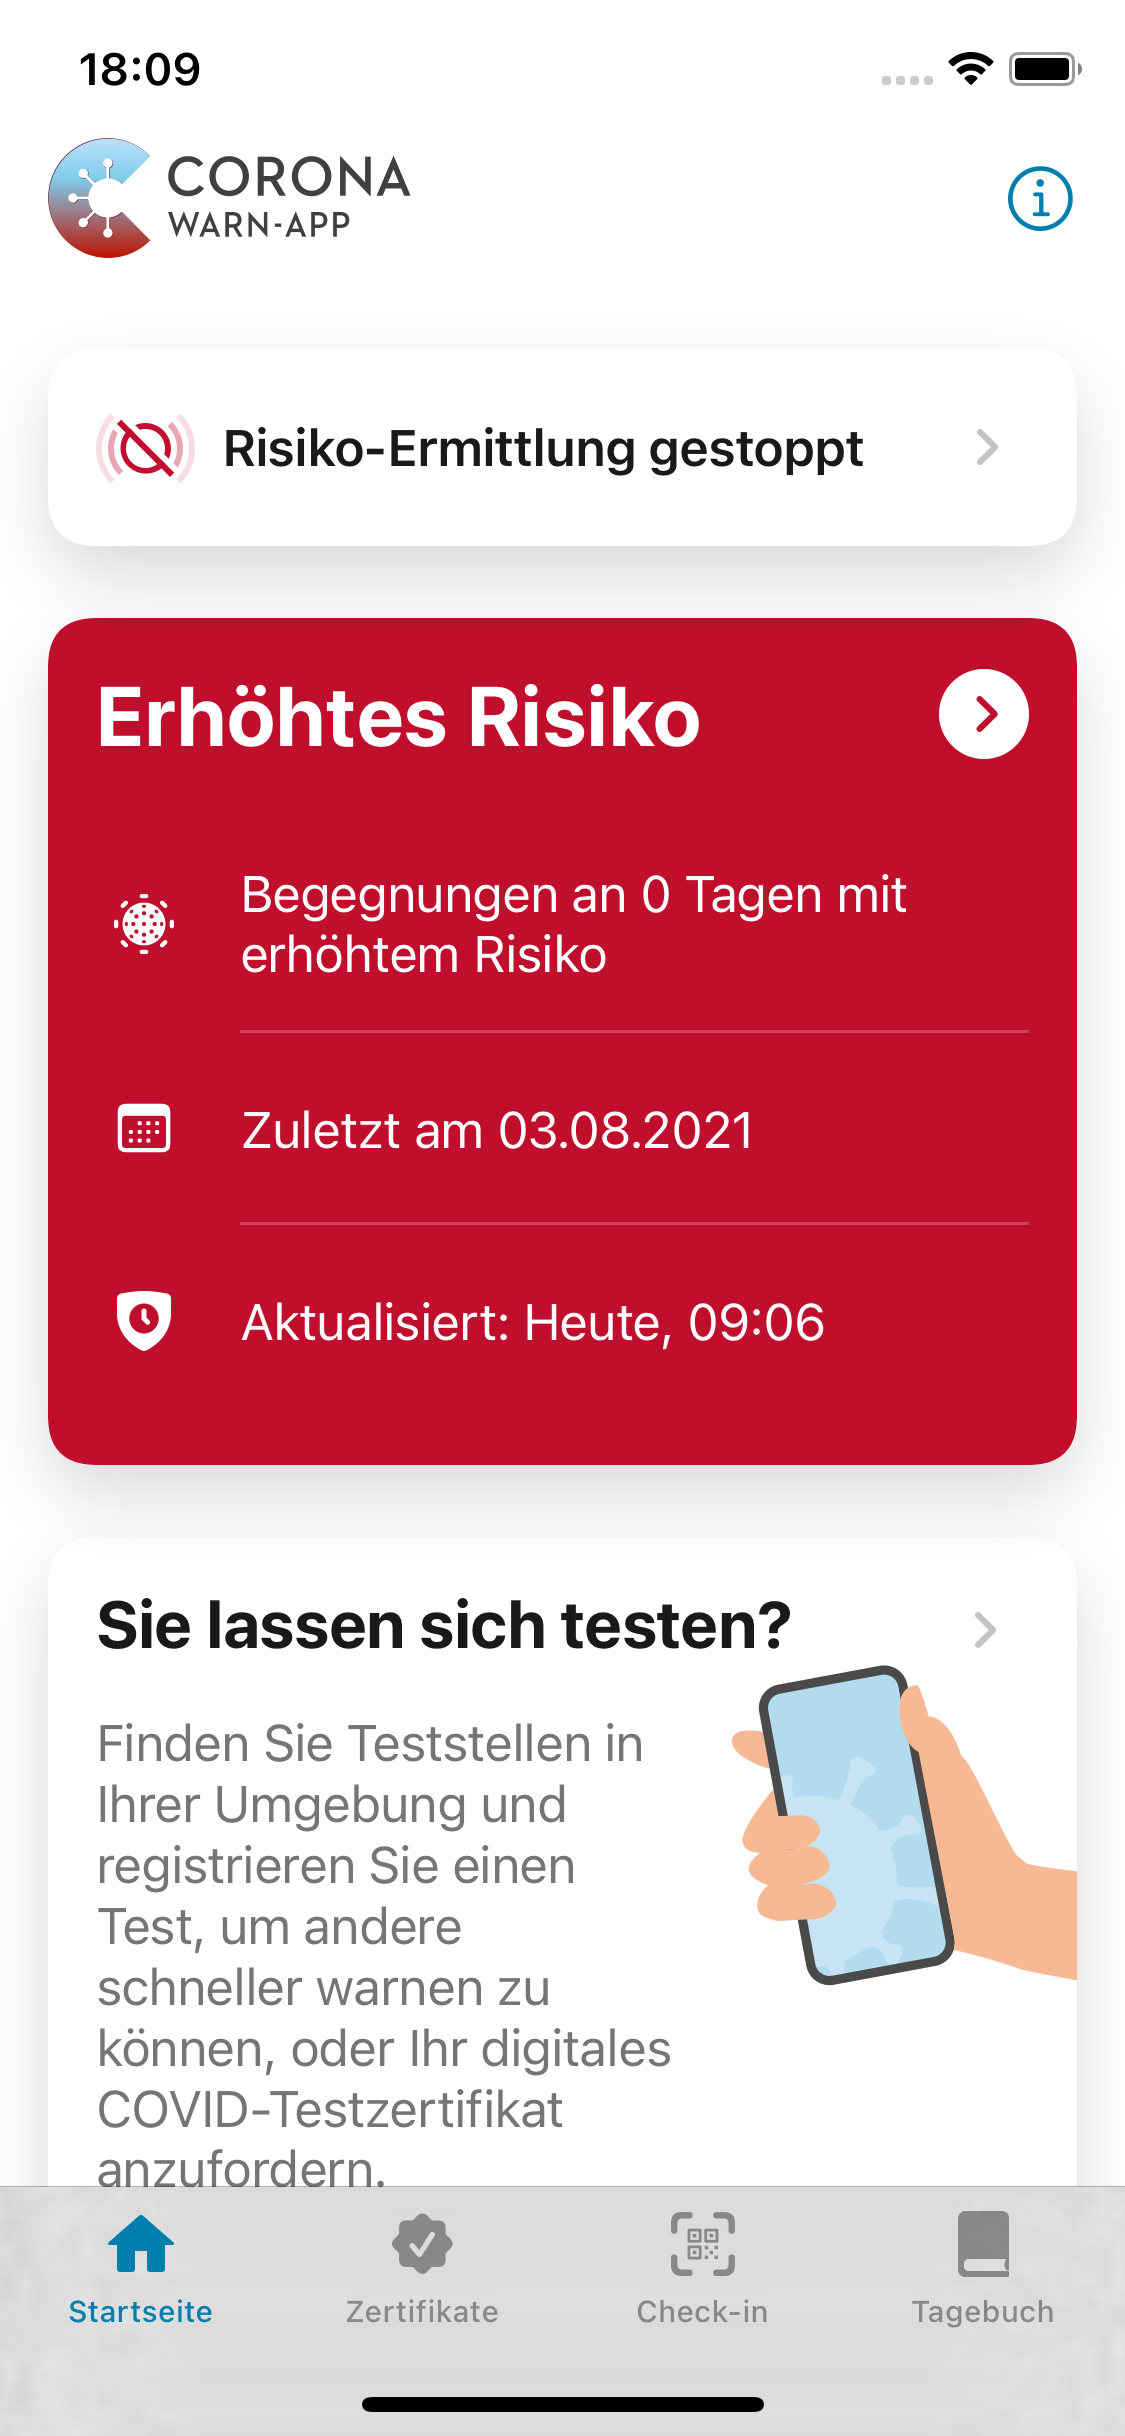 18:09
CORONA
WARN-APP
Risiko-Ermittlung gestoppt
Erhöhtes Risiko
Begegnungen an 0 Tagen mit
erhöhtem Risiko
Zuletzt am 03.08.2021
Aktualisiert: Heute, 09:06
Sie lassen sich testen?
Finden Sie Teststellen in
Ihrer Umgebung und
registrieren Sie einen
Test, um andere
schneller warnen zu
können, oder Ihr digitales
COVID-Testzertifikat
anzufordern.
Startseite
Zertifikate
Check-in
Tagebuch